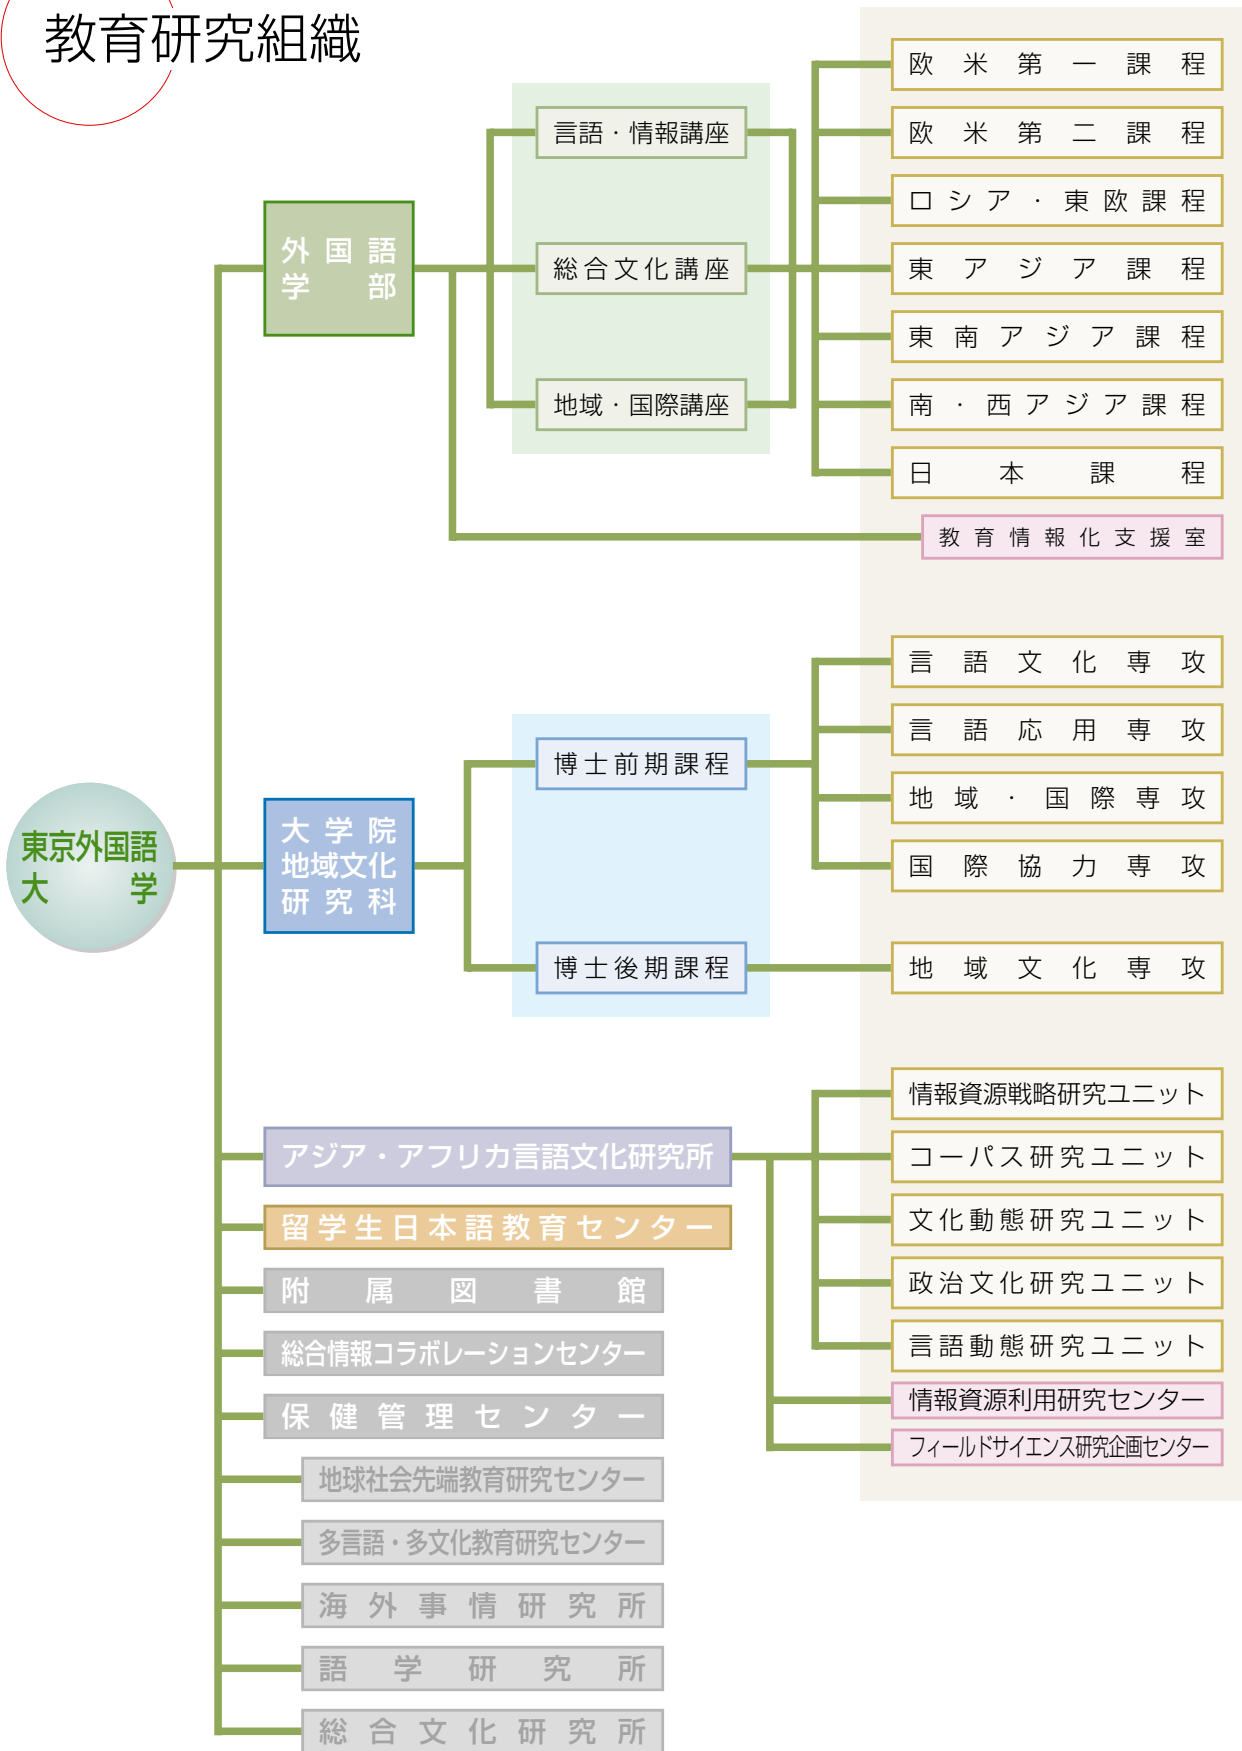 教育研究組織
東京外国語
大学
外国語
学部
言語・情報講座
総合文化講座
地域・国際講座
欧米第一課程
欧米第二課程
ロシア・東欧課程
東アジア課程
東南アジア課程
南・西アジア課程
日本課程
教育情報化支援室
大学院
地域文化
研究科
博士前期課程
博士後期課程
言語文化専攻
言語応用専攻
地域・国際専攻
国際協力専攻
地域文化専攻
アジア・アフリカ言語文化研究所
情報資源戦略研究ユニット
コーパス研究ユニット
文化動態研究ユニット
政治文化研究ユニット
言語動態研究ユニット
情報資源利用研究センター
フィールドサイエンス研究企画センター
留学生日本語教育センター
附属図書館
総合情報コラボレーションセンター
保健管理センター
地球社会先端教育研究センター
多言語・多文化教育研究センター
海外事情研究所
語学研究所
総合文化研究所